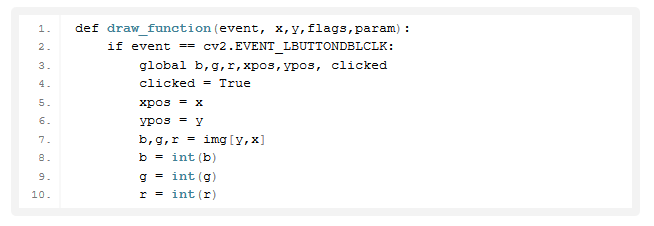 1. def draw_function(event, x,y,flags,param):
2. if event == cv2.EVENT_LBUTTONDBLCLK:
3. global b,g,r,xpos,ypos, clicked
4. clicked = True
5. xpos = x
6. ypos = y
7. b,g,r = img[y,x]
8. b = int(b)
9. g = int(g)
10. r = int(r)